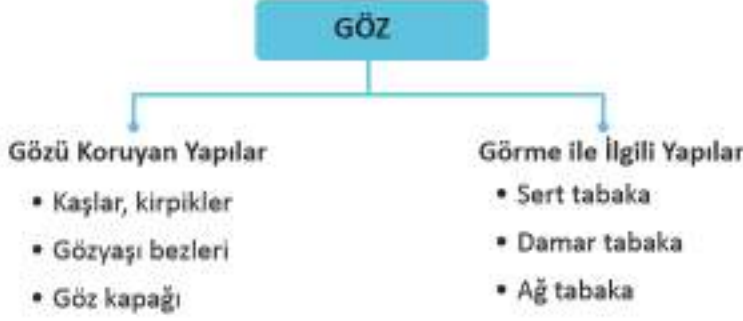 GÖZ
Gözü Koruyan Yapılar
• Kaşlar, kirpikler
• Gözyaşı bezleri
• Göz kapağı
Görme ile İlgili Yapılar
• Sert tabaka
• Damar tabaka
• Ağ tabaka